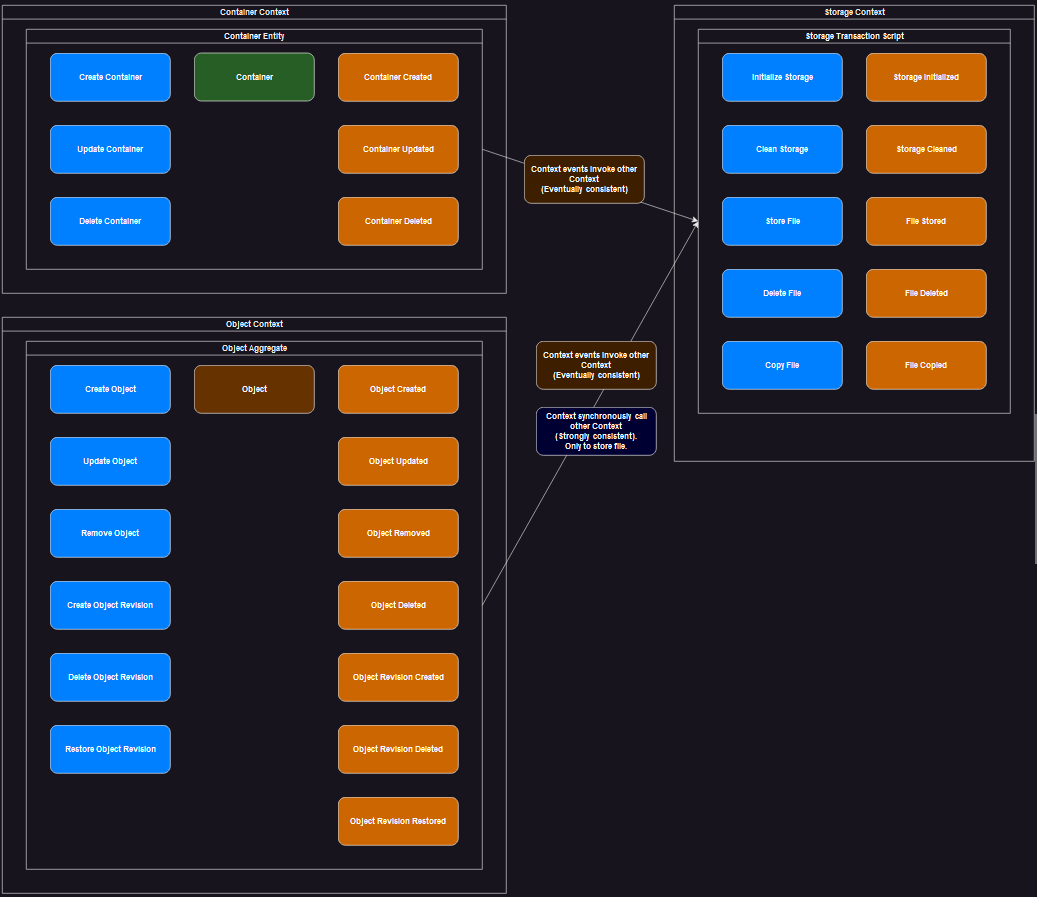 Container Context
Container Entity
Create Container
Container
Container Created
Update Container
Container Updated
Delete Container
Container Deleted
Context events invoke other
Context
(Eventually consistent)
Storage Context
Storage Transaction Script
Initialize Storage
Storage Initialized
Clean Storage
Storage Cleaned
Store File
File Stored
Delete File
File Deleted
Copy File
File Copied
Object Context
Object Aggregate
Create Object
Object
Object Created
Update Object
Object Updated
Remove Object
Object Removed
Create Object Revision
Object Deleted
Delete Object Revision
Object Revision Created
Restore Object Revision
Object Revision Deleted
Object Revision Restored
Context events invoke other
Context
(Eventually consistent)
Context synchronously call
other Context
(Strongly consistent).
Only to store file.